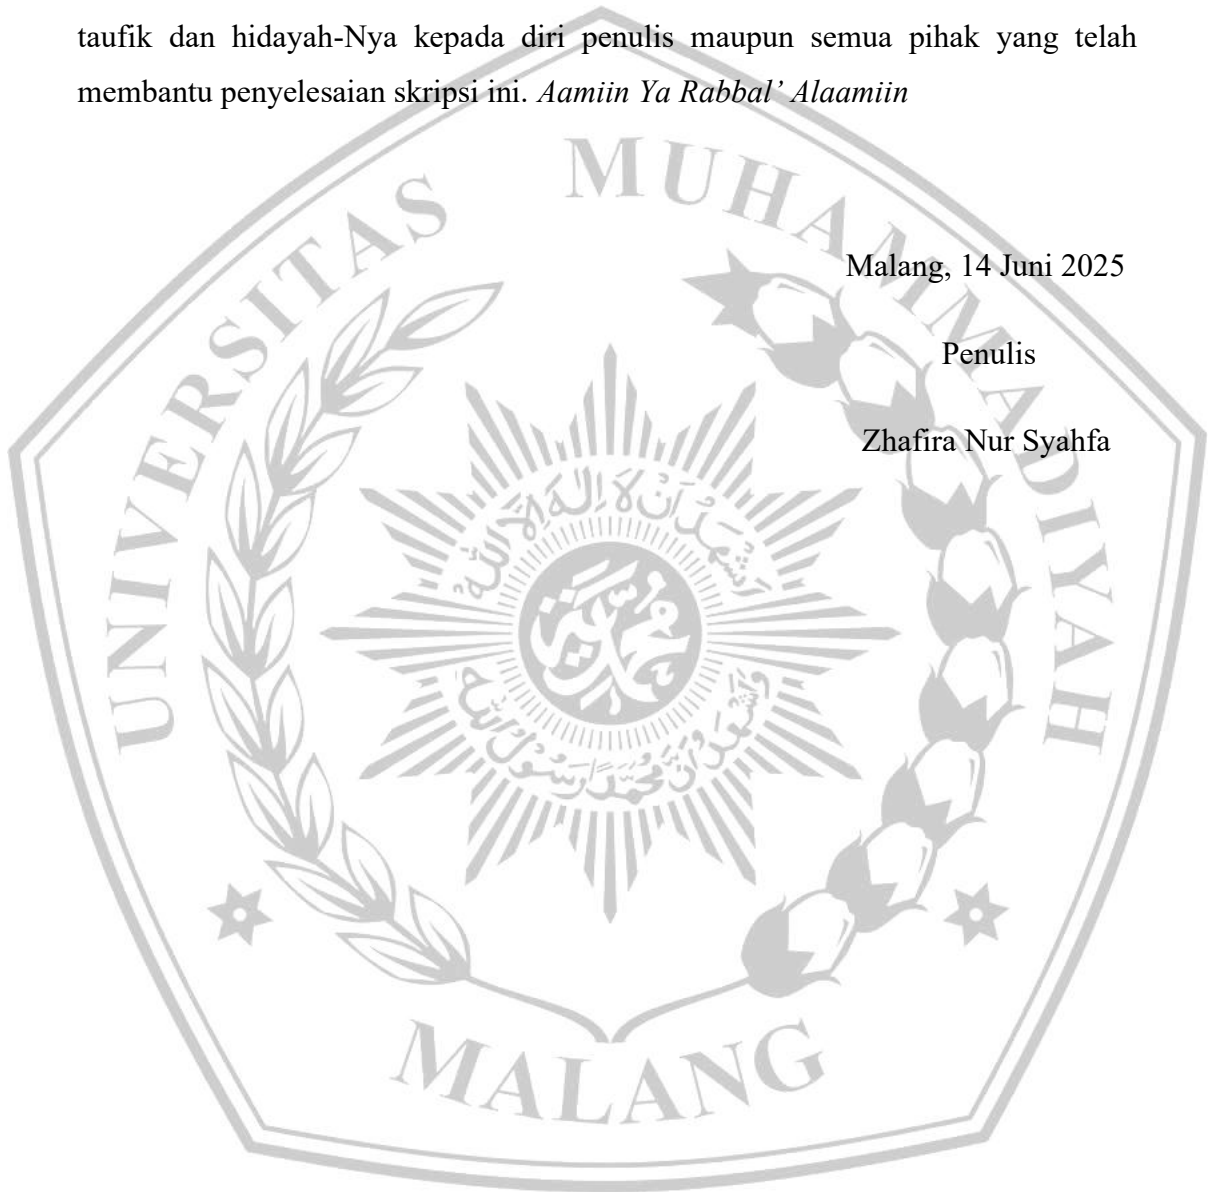 taufik dan hidayah-Nya kepada diri penulis maupun semua pihak yang telah
membantu penyelesaian skripsi ini. Aamiin Ya Rabbal’ Alaamiin
Malang, 14 Juni 2025
Penulis
Zhafira Nur Syahfa
UNIVERSITAS MUHAMMADIYAH
MALANG